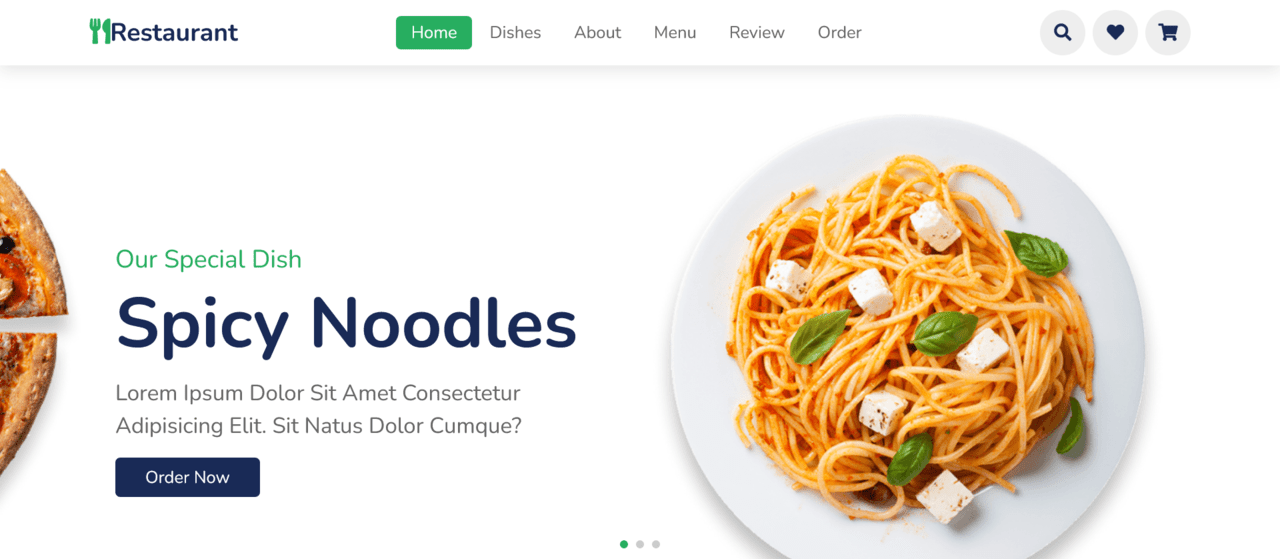 Restaurant
Home Dishes About Menu Review Order
Our Special Dish
Spicy Noodles
Lorem Ipsum Dolor Sit Amet Consectetur
Adipisicing Elit. Sit Natus Dolor Cumque?
Order Now